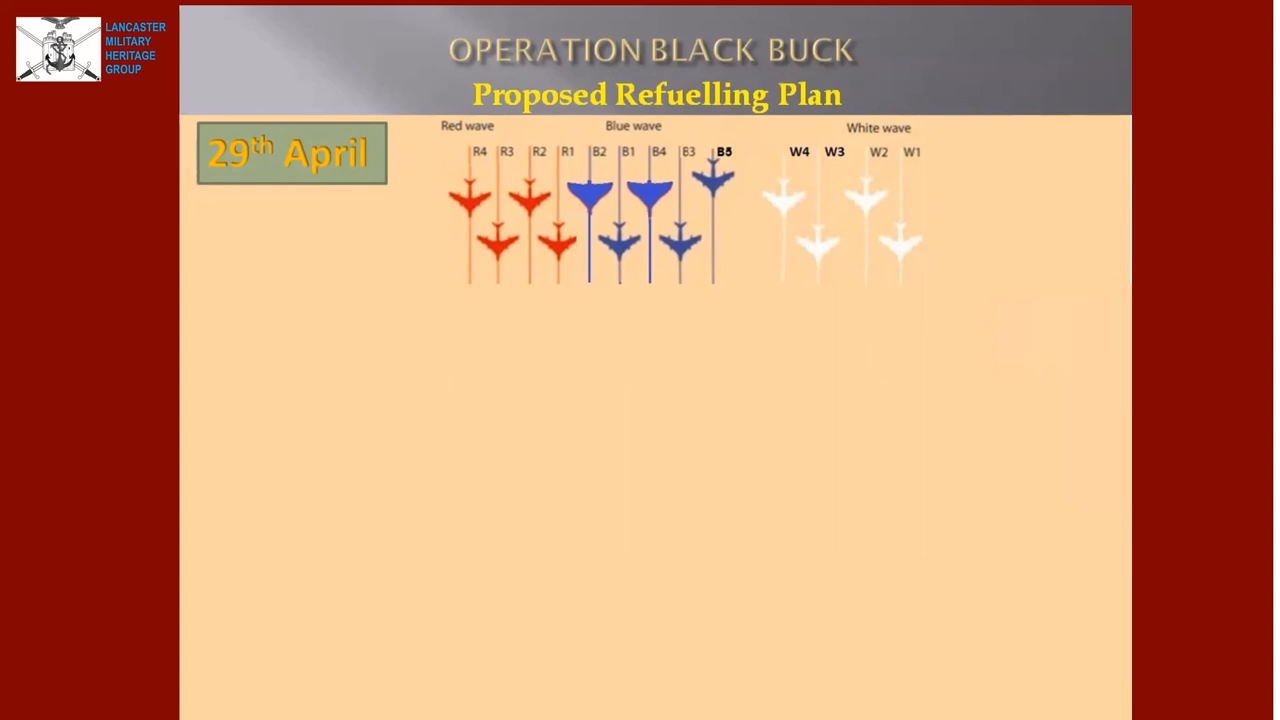 LANCASTER
MILITARY
HERITAGE
GROUP
OPERATION BLACK BUCK
Proposed Refuelling Plan
29th April
Red wave Blue wave White wave
R4 R3 R2 R1 B2 B1 B4 B3 B5 W4 W3 W2 W1